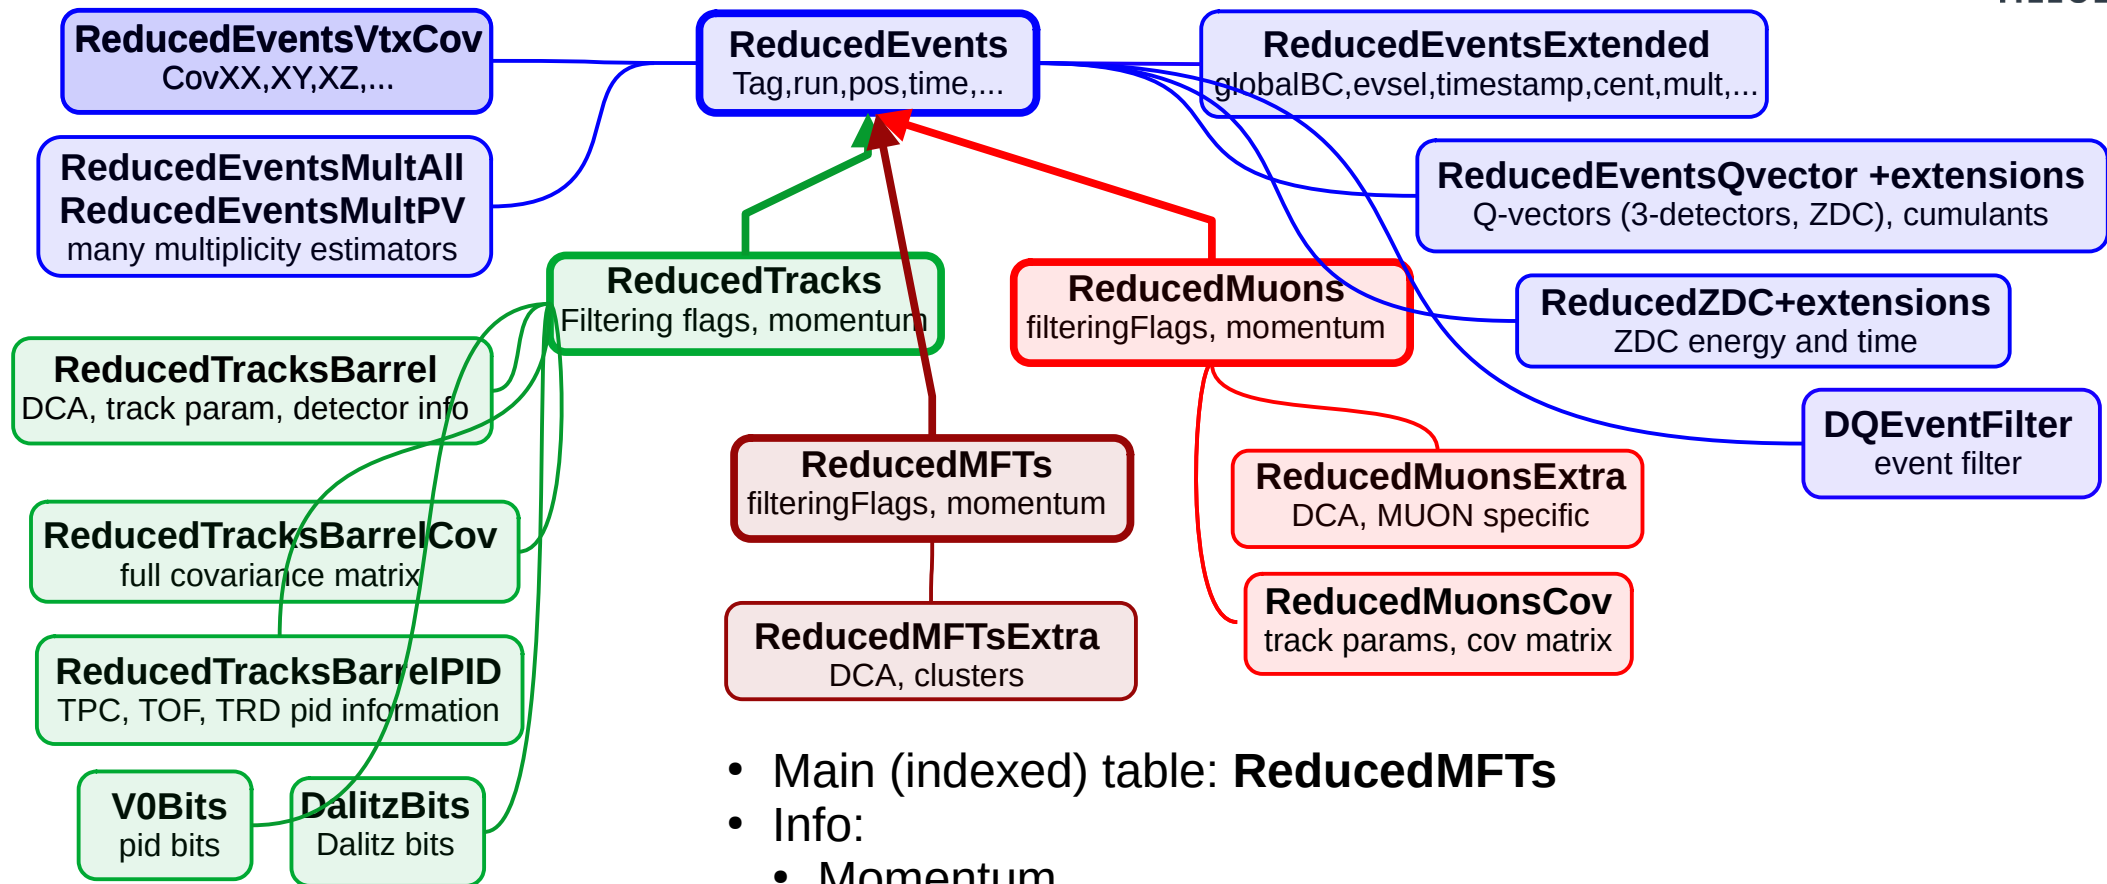 ReducedEventsVtxCov
CovXX,XY,XZ,...
ReducedEvents
Tag,run,pos,time,...
ReducedEventsExtended
globalBC,evsel,timestamp,cent,mult,...
ReducedEventsMultAll
ReducedEventsMultPV
many multiplicity estimators
ReducedEventsQvector +extensions
Q-vectors (3-detectors, ZDC), cumulants
ReducedTracks
Filtering flags, momentum
ReducedMuons
filteringFlags, momentum
ReducedZDC+extensions
ZDC energy and time
ReducedTracksBarrel
DCA, track param, detector info
DQEventFilter
event filter
ReducedMFTs
filteringFlags, momentum
ReducedMuonsExtra
DCA, MUON specific
ReducedTracksBarrelCov
full covariance matrix
ReducedMuonsCov
track params, cov matrix
ReducedMFTsExtra
DCA, clusters
ReducedTracksBarrelPID
TPC, TOF, TRD pid information
V0Bits
pid bits
DalitzBits
Dalitz bits
• Main (indexed) table: ReducedMFTs
• Info:
• Momentum